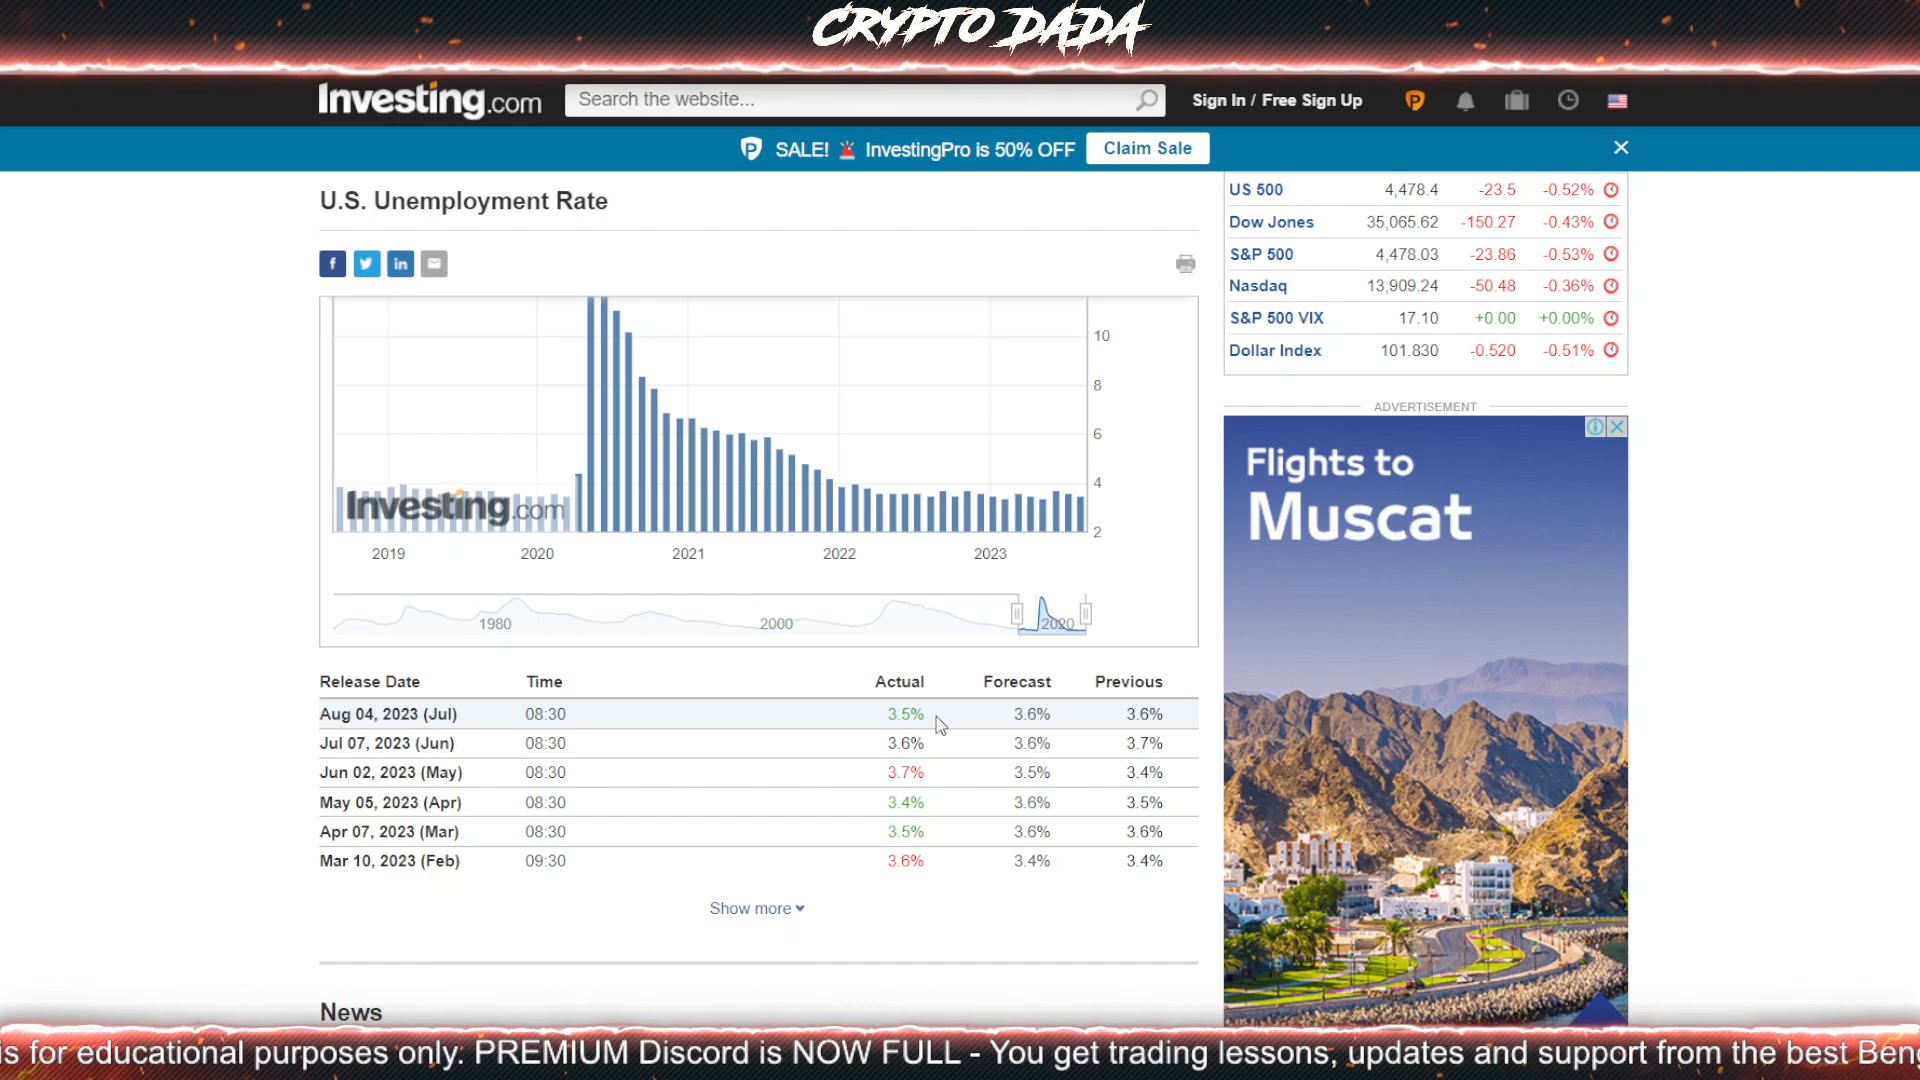 CRYPTO DADA
Investing.com
Search the website...
Sign In / Free Sign Up
SALE! InvestingPro is 50% OFF
Claim Sale
U.S. Unemployment Rate
10
8
6
4
2
Investing.com
2019 2020 2021 2022 2023
1980 2000 2020
Release Date Time Actual Forecast Previous
Aug 04, 2023 (Jul) 08:30 3.5% 3.6% 3.6%
Jul 07, 2023 (Jun) 08:30 3.6% 3.6% 3.7%
Jun 02, 2023 (May) 08:30 3.7% 3.5% 3.4%
May 05, 2023 (Apr) 08:30 3.4% 3.6% 3.5%
Apr 07, 2023 (Mar) 08:30 3.5% 3.6% 3.6%
Mar 10, 2023 (Feb) 09:30 3.6% 3.4% 3.4%
Show more
News
US 500 4,478.4 -23.5 -0.52%
Dow Jones 35,065.62 -150.27 -0.43%
S&P 500 4,478.03 -23.86 -0.53%
Nasdaq 13,909.24 -50.48 -0.36%
S&P 500 VIX 17.10 +0.00 +0.00%
Dollar Index 101.830 -0.520 -0.51%
ADVERTISEMENT
Flights to
Muscat
is for educational purposes only. PREMIUM Discord is NOW FULL - You get trading lessons, updates and support from the best Ben